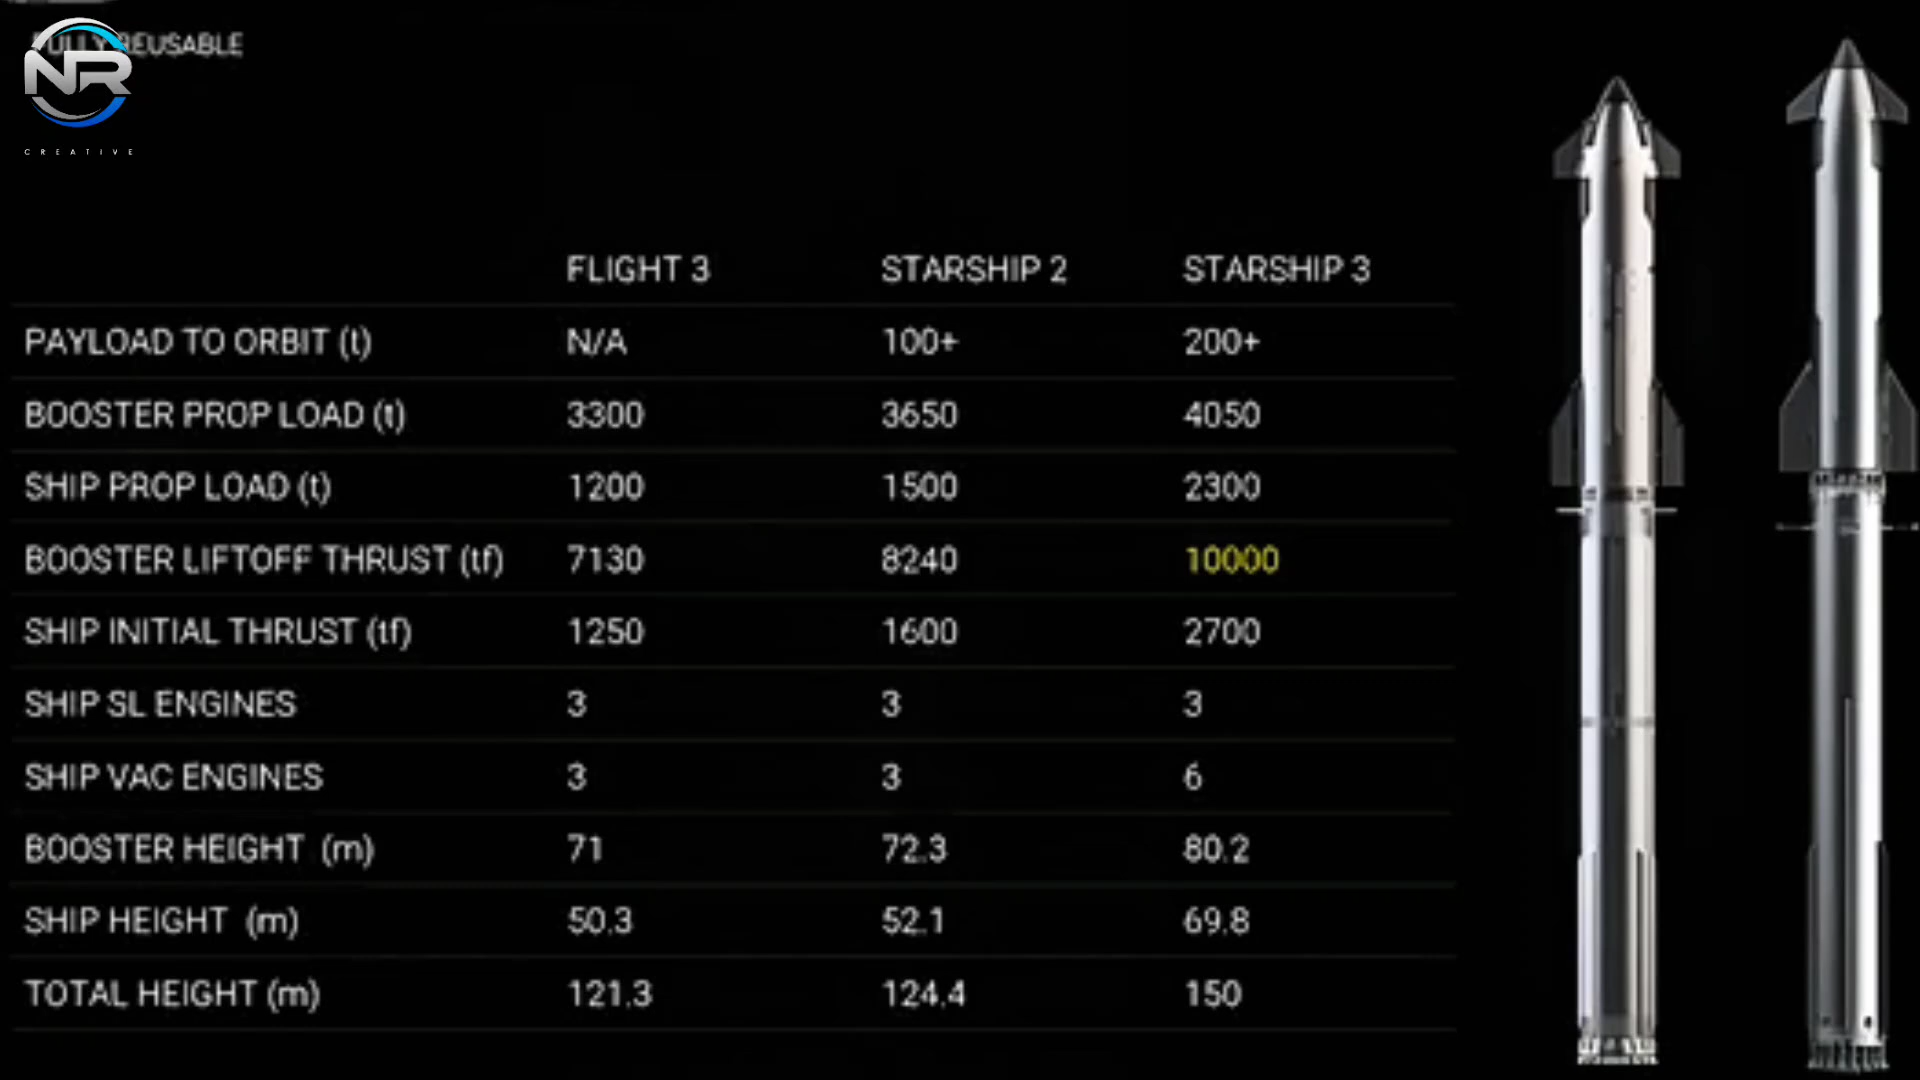 FULLY REUSABLE
NR
CREATIVE
FLIGHT 3 STARSHIP 2 STARSHIP 3
PAYLOAD TO ORBIT (t) N/A 100+ 200+
BOOSTER PROP LOAD (t) 3300 3650 4050
SHIP PROP LOAD (t) 1200 1500 2300
BOOSTER LIFTOFF THRUST (tf) 7130 8240 10000
SHIP INITIAL THRUST (tf) 1250 1600 2700
SHIP SL ENGINES 3 3 3
SHIP VAC ENGINES 3 3 6
BOOSTER HEIGHT (m) 71 72.3 80.2
SHIP HEIGHT (m) 50.3 52.1 69.8
TOTAL HEIGHT (m) 121.3 124.4 150